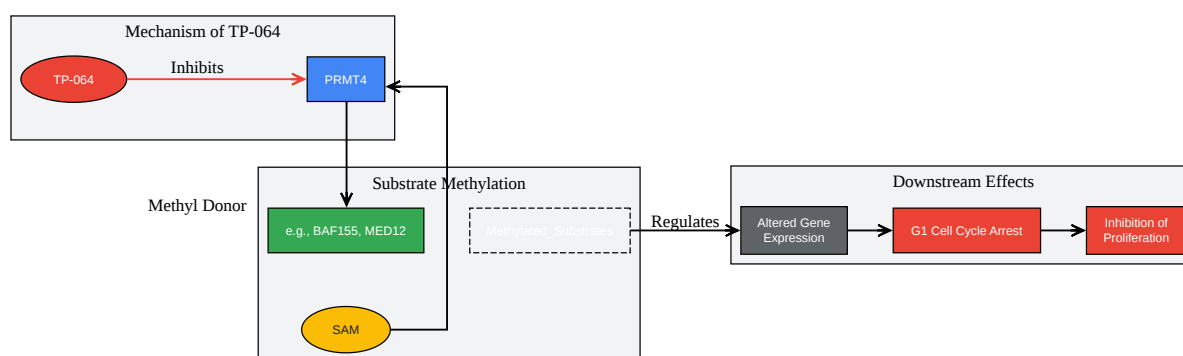 Mechanism of TP-064
TP-064
Inhibits
PRMT4
Substrate Methylation
Methyl Donor
e.g., BAF155, MED12
Methylated_Substrates
SAM
Regulates
Downstream Effects
Altered Gene
Expression
G1 Cell Cycle Arrest
Inhibition of
Proliferation